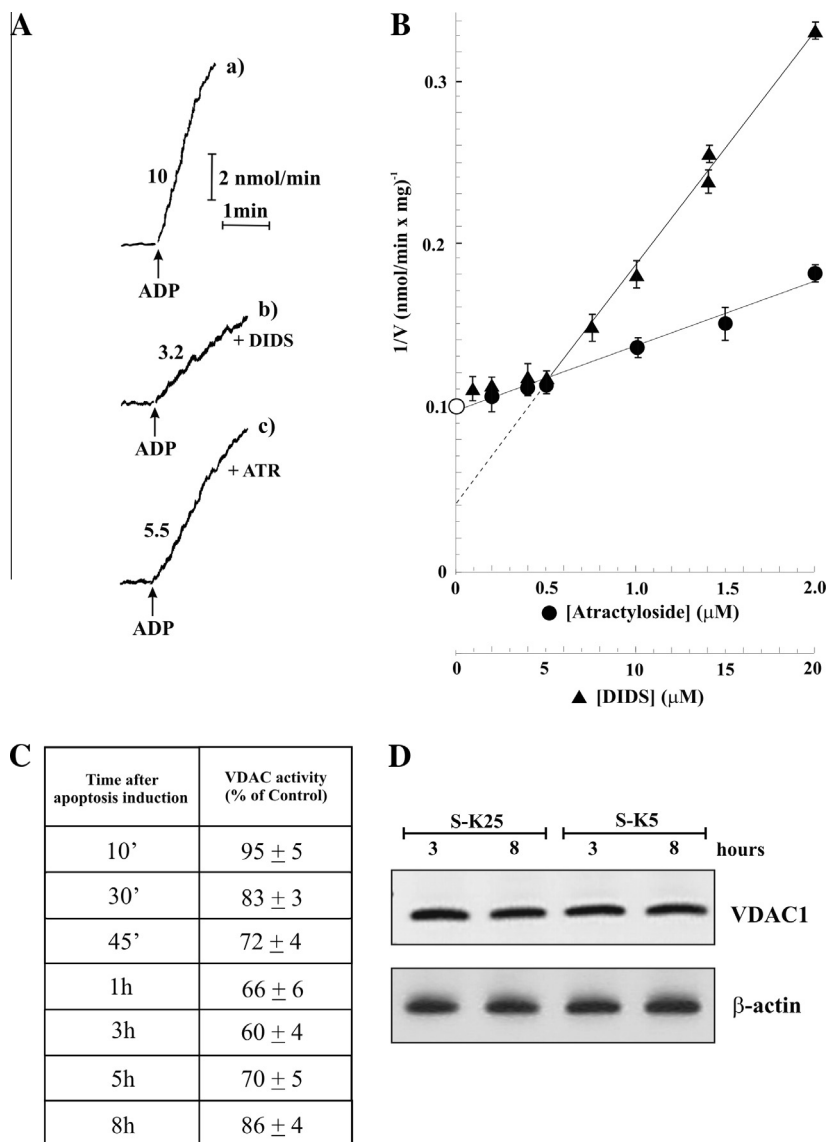 A
a)
10
2 nmol/min
1min
ADP
b)
3.2
+ DIDS
ADP
c)
+ ATR
5.5
ADP
B
1/V (nmol/min x mg)-1
0.3
0.2
0.1
0
0 0.5 1.0 1.5 2.0
[Atractyloside] (μM)
0 5 10 15 20
[DIDS] (μM)
C
Time after apoptosis induction | VDAC activity (% of Control)
10’ 95 ± 5
30’ 83 ± 3
45’ 72 ± 4
1h 66 ± 6
3h 60 ± 4
5h 70 ± 5
8h 86 ± 4
D
S-K25 S-K5
3 8 3 8 hours
VDAC1
β-actin